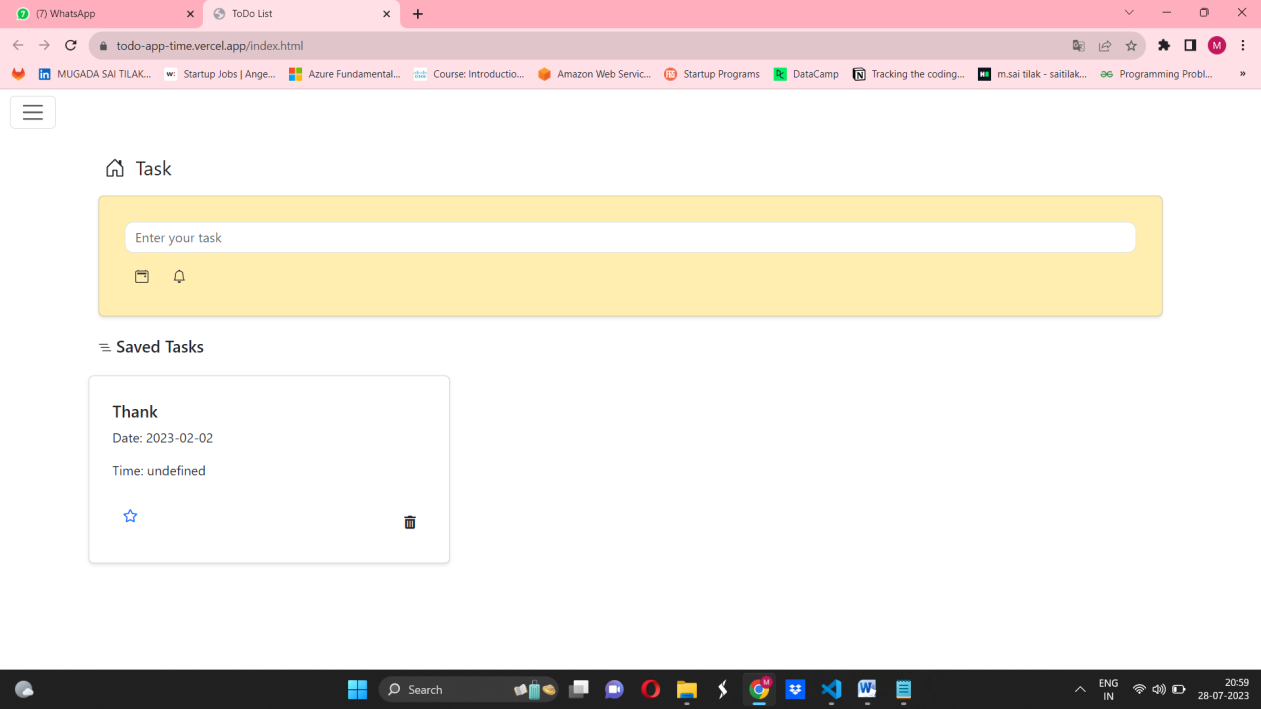 (7) WhatsApp
ToDo List
todo-app-time.vercel.app/index.html
M
MUGADA SAI TILAK...
Startup Jobs | Ange...
Azure Fundamental...
Course: Introductio...
Amazon Web Servic...
Startup Programs
DataCamp
Tracking the coding...
m.sai tilak - saitilak...
Programming Probl...
»
Task
Enter your task
Saved Tasks
Thank
Date: 2023-02-02
Time: undefined
Search
ENG
IN
20:59
28-07-2023